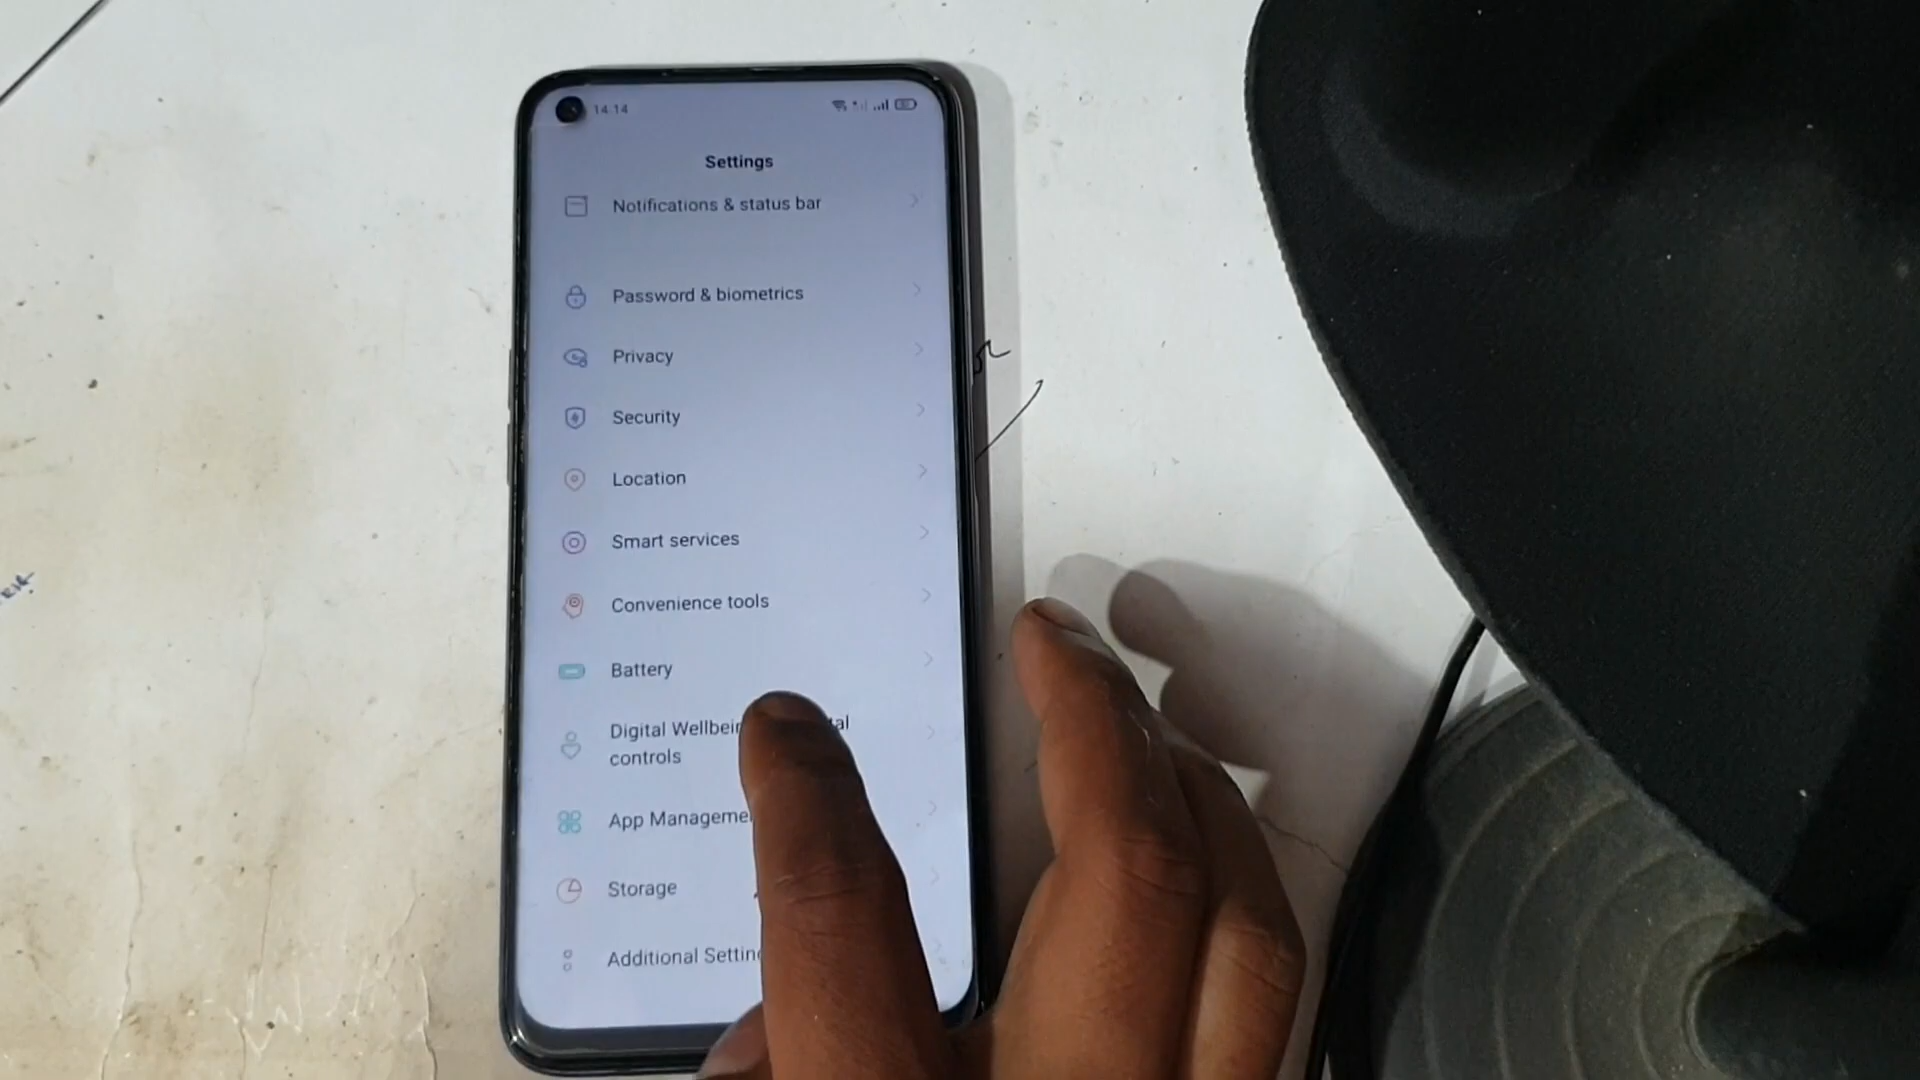 14.14
Settings
Notifications & status bar
Password & biometrics
Privacy
Security
Location
Smart services
Convenience tools
Battery
Digital Wellbein
controls
App Manageme
Storage
Additional Settin